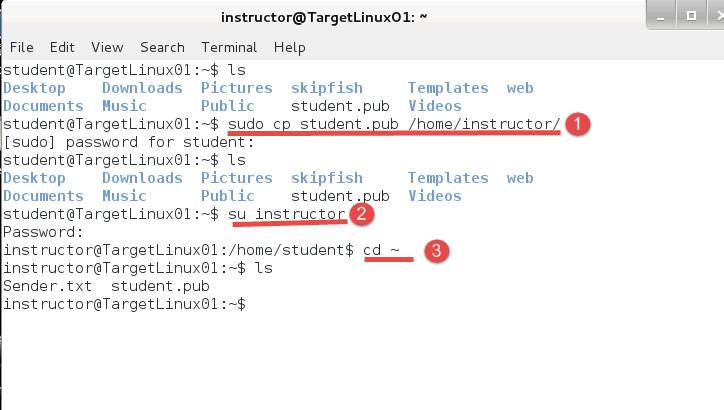 instructor@TargetLinux01: ~
File Edit View Search Terminal Help
student@TargetLinux01:~$ ls
Desktop Downloads Pictures skipfish Templates web
Documents Music Public student.pub Videos
student@TargetLinux01:~$ sudo cp student.pub /home/instructor/ 1
[sudo] password for student:
student@TargetLinux01:~$ ls
Desktop Downloads Pictures skipfish Templates web
Documents Music Public student.pub Videos
student@TargetLinux01:~$ su instructor 2
Password:
instructor@TargetLinux01:/home/student$ cd ~ 3
instructor@TargetLinux01:~$ ls
Sender.txt student.pub
instructor@TargetLinux01:~$